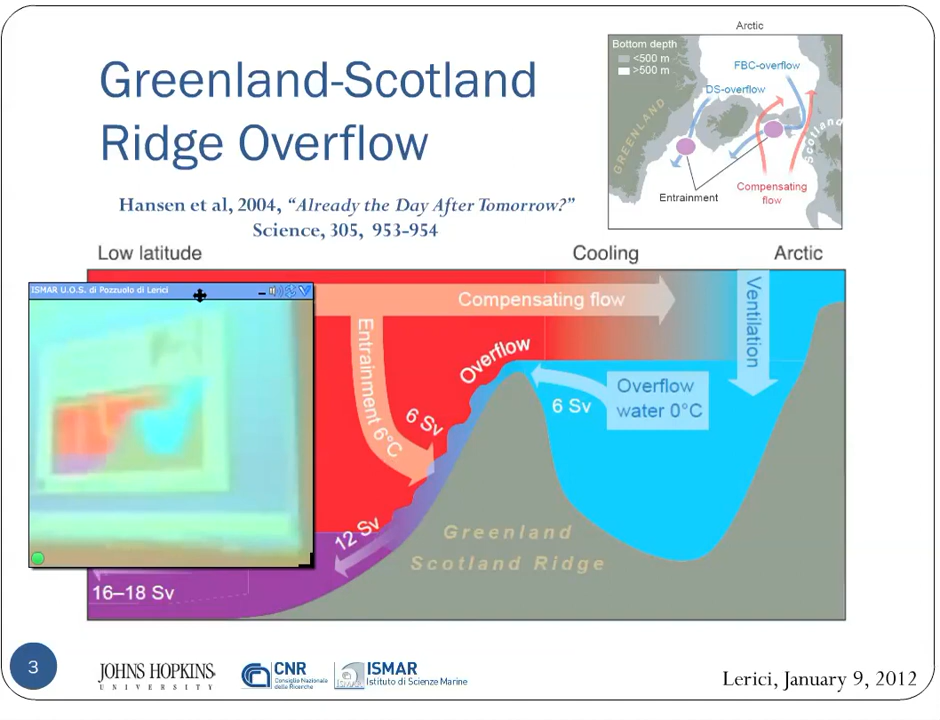 Greenland-Scotland
Ridge Overflow
Hansen et al, 2004, “Already the Day After Tomorrow?”
Science, 305, 953-954
Arctic
Bottom depth
<500 m
>500 m
FBC-overflow
DS-overflow
GREENLAND
Scotland
Entrainment
Compensating
flow
Low latitude
Cooling
Arctic
ISMAR U.O.S. di Pozzuolo di Lerici
Compensating flow
Ventilation
Entrainment 6°C
Overflow
6 Sv
6 Sv
Overflow
water 0°C
12 Sv
Greenland
Scotland Ridge
16–18 Sv
3
JOHNS HOPKINS
UNIVERSITY
CNR
Consiglio Nazionale
delle Ricerche
ISMAR
ISMAR
Istituto di Scienze Marine
Lerici, January 9, 2012